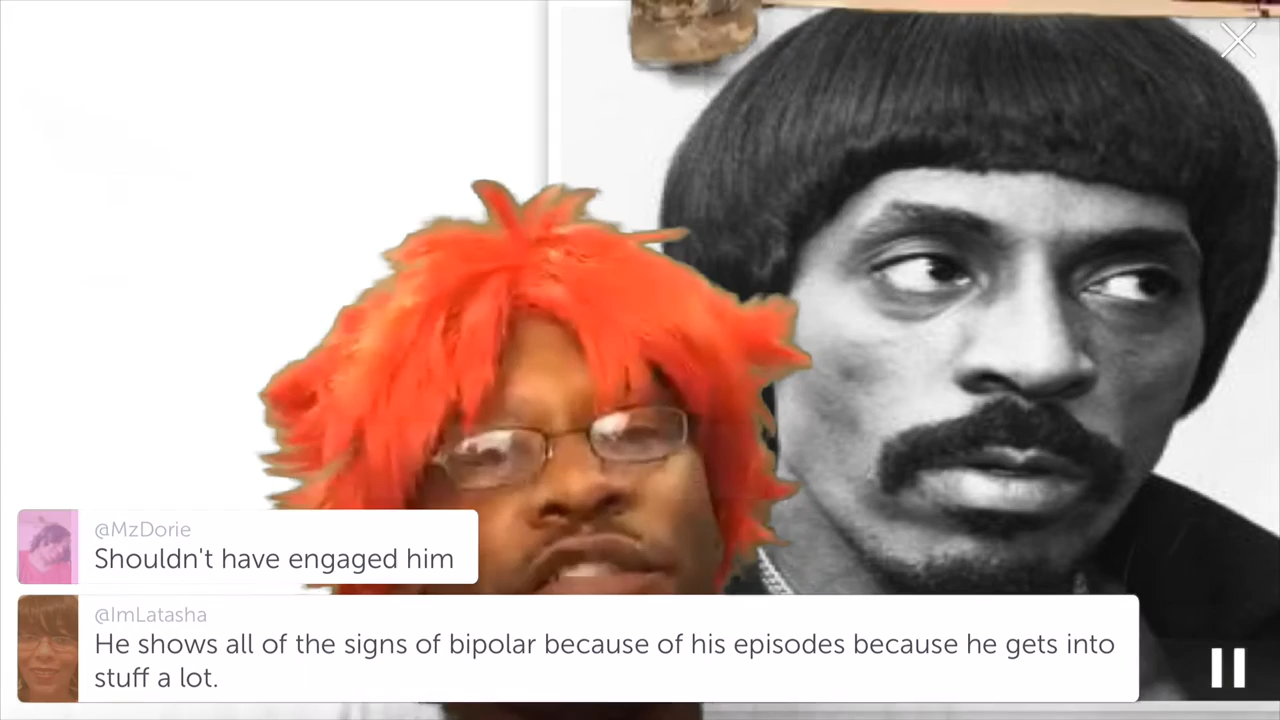 @MzDorie
Shouldn't have engaged him
@ImLatasha
He shows all of the signs of bipolar because of his episodes because he gets into
stuff a lot.